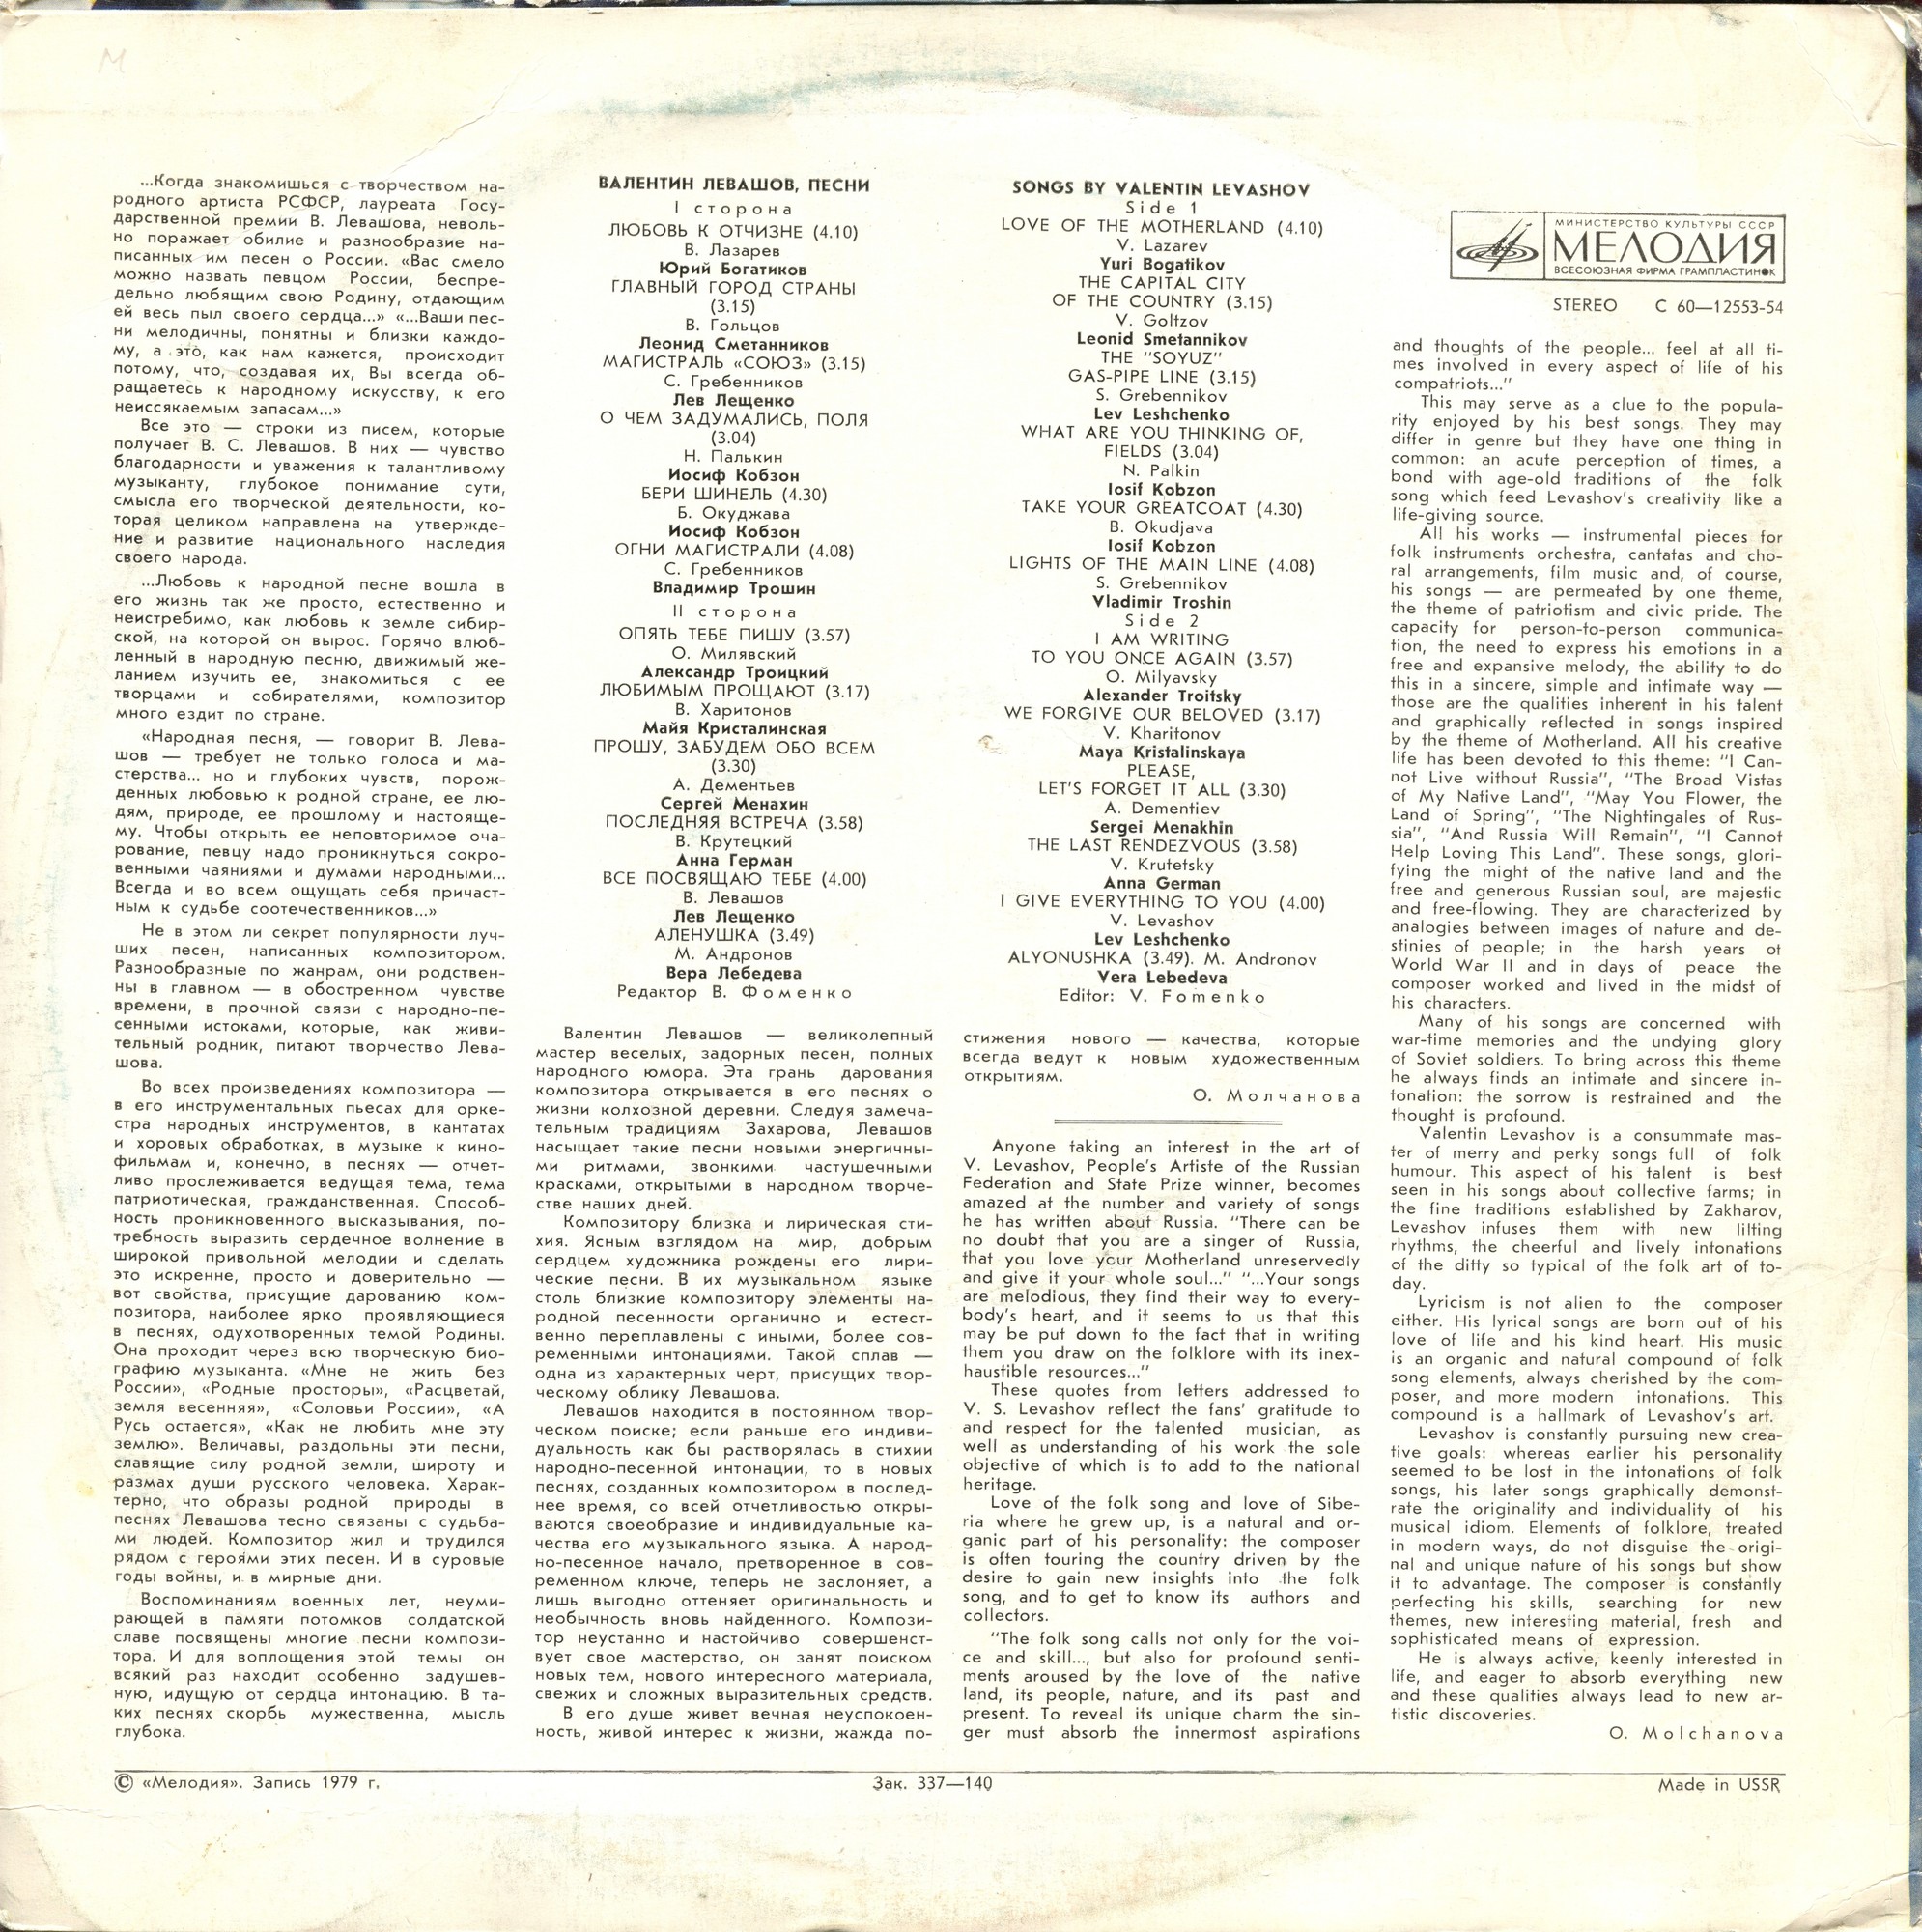 ...Когда знакомишься с творчеством на-
родного артиста РСФСР, лауреата Госу-
дарственной премии В. Левашова, неволь-
но поражает обилие и разнообразие на-
писанных им песен о России. «Вас смело
можно назвать певцом России, беспре-
дельно любящим свою Родину, отдающим
ей весь пыл своего сердца...» «...Ваши пес-
ни мелодичны, понятны и близки каждо-
му, а это, как нам кажется, происходит
потому, что, создавая их, Вы всегда об-
ращаетесь к народному искусству, к его
неиссякаемым запасам...»
Все это — строки из писем, которые
получает В. С. Левашов. В них — чувство
благодарности и уважения к талантливому
музыканту, глубокое понимание сути,
смысла его творческой деятельности, ко-
торая целиком направлена на утвержде-
ние и развитие национального наследия
своего народа.
...Любовь к народной песне вошла в
его жизнь так же просто, естественно и
неистребимо, как любовь к земле сибир-
ской, на которой он вырос. Горячо влюб-
ленный в народную песню, движимый же-
ланием изучить ее, знакомиться с ее
творцами и собирателями, композитор
много ездит по стране.
«Народная песня, — говорит В. Лева-
шов — требует не только голоса и ма-
стерства... но и глубоких чувств, порож-
денных любовью к родной стране, ее лю-
дям, природе, ее прошлому и настояще-
му. Чтобы открыть ее неповторимое оча-
рование, певцу надо проникнуться сокро-
венными чаяниями и думами народными...
Всегда и во всем ощущать себя причаст-
ным к судьбе соотечественников...»
Не в этом ли секрет популярности луч-
ших песен, написанных композитором.
Разнообразные по жанрам, они родствен-
ны в главном — в обостренном чувстве
времени, в прочной связи с народно-пе-
сенными истоками, которые, как живи-
тельный родник, питают творчество Лева-
шова.
Во всех произведениях композитора —
в его инструментальных пьесах для орке-
стра народных инструментов, в кантатах
и хоровых обработках, в музыке к кино-
фильмам и, конечно, в песнях — отчет-
ливо прослеживается ведущая тема, тема
патриотическая, гражданственная. Способ-
ность проникновенного высказывания, по-
требность выразить сердечное волнение в
широкой привольной мелодии и сделать
это искренне, просто и доверительно —
вот свойства, присущие дарованию ком-
позитора, наиболее ярко проявляющиеся
в песнях, одухотворенных темой Родины.
Она проходит через всю творческую био-
графию музыканта. «Мне не жить без
России», «Родные просторы», «Расцветай,
земля весенняя», «Соловьи России», «А
Русь остается», «Как не любить мне эту
землю». Величавы, раздольны эти песни,
славящие силу родной земли, широту и
размах души русского человека. Харак-
терно, что образы родной природы в
песнях Левашова тесно связаны с судьба-
ми людей. Композитор жил и трудился
рядом с героями этих песен. И в суровые
годы войны, и в мирные дни.
Воспоминаниям военных лет, неуми-
рающей в памяти потомков солдатской
славе посвящены многие песни компози-
тора. И для воплощения этой темы он
всякий раз находит особенно задушев-
ную, идущую от сердца интонацию. В та-
ких песнях скорбь мужественна, мысль
глубока.
ВАЛЕНТИН ЛЕВАШОВ, ПЕСНИ
I сторона
ЛЮБОВЬ К ОТЧИЗНЕ (4.10)
В. Лазарев
Юрий Богатиков
ГЛАВНЫЙ ГОРОД СТРАНЫ
(3.15)
В. Гольцов
Леонид Сметанников
МАГИСТРАЛЬ «СОЮЗ» (3.15)
С. Гребенников
Лев Лещенко
О ЧЕМ ЗАДУМАЛИСЬ, ПОЛЯ
(3.04)
Н. Палькин
Иосиф Кобзон
БЕРИ ШИНЕЛЬ (4.30)
Б. Окуджава
Иосиф Кобзон
ОГНИ МАГИСТРАЛИ (4.08)
С. Гребенников
Владимир Трошин
II сторона
ОПЯТЬ ТЕБЕ ПИШУ (3.57)
О. Милявский
Александр Троицкий
ЛЮБИМЫМ ПРОЩАЮТ (3.17)
В. Харитонов
Майя Кристалинская
ПРОШУ, ЗАБУДЕМ ОБО ВСЕМ
(3.30)
А. Дементьев
Сергей Менахин
ПОСЛЕДНЯЯ ВСТРЕЧА (3.58)
В. Крутецкий
Анна Герман
ВСЕ ПОСВЯЩАЮ ТЕБЕ (4.00)
В. Левашов
Лев Лещенко
АЛЕНУШКА (3.49)
М. Андронов
Вера Лебедева
Редактор В. Фоменко
Валентин Левашов — великолепный
мастер веселых, задорных песен, полных
народного юмора. Эта грань дарования
композитора открывается в его песнях о
жизни колхозной деревни. Следуя замеча-
тельным традициям Захарова, Левашов
насыщает такие песни новыми энергичны-
ми ритмами, звонкими частушечными
красками, открытыми в народном творче-
стве наших дней.
Композитору близка и лирическая сти-
хия. Ясным взглядом на мир, добрым
сердцем художника рождены его лири-
ческие песни. В их музыкальном языке
столь близкие композитору элементы на-
родной песенности органично и естест-
венно переплавлены с иными, более сов-
ременными интонациями. Такой сплав —
одна из характерных черт, присущих твор-
ческому облику Левашова.
Левашов находится в постоянном твор-
ческом поиске; если раньше его индиви-
дуальность как бы растворялась в стихии
народно-песенной интонации, то в новых
песнях, созданных композитором в послед-
нее время, со всей отчетливостью откры-
ваются своеобразие и индивидуальные ка-
чества его музыкального языка. А народ-
но-песенное начало, претворенное в сов-
ременном ключе, теперь не заслоняет, а
лишь выгодно оттеняет оригинальность и
необычность вновь найденного. Компози-
тор неустанно и настойчиво совершенст-
вует свое мастерство, он занят поиском
новых тем, нового интересного материала,
свежих и сложных выразительных средств.
В его душе живет вечная неуспокоен-
ность, живой интерес к жизни, жажда по-
SONGS BY VALENTIN LEVASHOV
Side 1
LOVE OF THE MOTHERLAND (4.10)
V. Lazarev
Yuri Bogatikov
THE CAPITAL CITY
OF THE COUNTRY (3.15)
V. Goltzov
Leonid Smetannikov
THE "SOYUZ"
GAS-PIPE LINE (3.15)
S. Grebennikov
Lev Leshchenko
WHAT ARE YOU THINKING OF,
FIELDS (3.04)
N. Palkin
Iosif Kobzon
TAKE YOUR GREATCOAT (4.30)
B. Okudjava
Iosif Kobzon
LIGHTS OF THE MAIN LINE (4.08)
S. Grebennikov
Vladimir Troshin
Side 2
I AM WRITING
TO YOU ONCE AGAIN (3.57)
O. Milyavsky
Alexander Troitsky
WE FORGIVE OUR BELOVED (3.17)
V. Kharitonov
Maya Kristalinskaya
PLEASE,
LET'S FORGET IT ALL (3.30)
A. Dementiev
Sergei Menakhin
THE LAST RENDEZVOUS (3.58)
V. Krutetsky
Anna German
I GIVE EVERYTHING TO YOU (4.00)
V. Levashov
Lev Leshchenko
ALYONUSHKA (3.49). M. Andronov
Vera Lebedeva
Editor: V. Fomenko
стижения нового — качества, которые
всегда ведут к новым художественным
открытиям.
О. Молчанова
Anyone taking an interest in the art of
V. Levashov, People's Artiste of the Russian
Federation and State Prize winner, becomes
amazed at the number and variety of songs
he has written about Russia. "There can be
no doubt that you are a singer of Russia,
that you love your Motherland unreservedly
and give it your whole soul..." "...Your songs
are melodious, they find their way to every-
body's heart, and it seems to us that this
may be put down to the fact that in writing
them you draw on the folklore with its inex-
haustible resources..."
These quotes from letters addressed to
V. S. Levashov reflect the fans' gratitude to
and respect for the talented musician, as
well as understanding of his work the sole
objective of which is to add to the national
heritage.
Love of the folk song and love of Sibe-
ria where he grew up, is a natural and or-
ganic part of his personality: the composer
is often touring the country driven by the
desire to gain new insights into the folk
song, and to get to know its authors and
collectors.
"The folk song calls not only for the voi-
ce and skill..., but also for profound senti-
ments aroused by the love of the native
land, its people, nature, and its past and
present. To reveal its unique charm the sin-
ger must absorb the innermost aspirations
МИНИСТЕРСТВО КУЛЬТУРЫ СССР
МЕЛОДИЯ
ВСЕСОЮЗНАЯ ФИРМА ГРАМПЛАСТИНОК
STEREO С 60—12553-54
and thoughts of the people... feel at all ti-
mes involved in every aspect of life of his
compatriots..."
This may serve as a clue to the popula-
rity enjoyed by his best songs. They may
differ in genre but they have one thing in
common: an acute perception of times, a
bond with age-old traditions of the folk
song which feed Levashov's creativity like a
life-giving source.
All his works — instrumental pieces for
folk instruments orchestra, cantatas and cho-
ral arrangements, film music and, of course,
his songs — are permeated by one theme,
the theme of patriotism and civic pride. The
capacity for person-to-person communica-
tion, the need to express his emotions in a
free and expansive melody, the ability to do
this in a sincere, simple and intimate way —
those are the qualities inherent in his talent
and graphically reflected in songs inspired
by the theme of Motherland. All his creative
life has been devoted to this theme: "I Can-
not Live without Russia", "The Broad Vistas
of My Native Land", "May You Flower, the
Land of Spring", "The Nightingales of Rus-
sia", "And Russia Will Remain", "I Cannot
Help Loving This Land". These songs, glori-
fying the might of the native land and the
free and generous Russian soul, are majestic
and free-flowing. They are characterized by
analogies between images of nature and de-
stinies of people; in the harsh years of
World War II and in days of peace the
composer worked and lived in the midst of
his characters.
Many of his songs are concerned with
war-time memories and the undying glory
of Soviet soldiers. To bring across this theme
he always finds an intimate and sincere in-
tonation: the sorrow is restrained and the
thought is profound.
Valentin Levashov is a consummate mas-
ter of merry and perky songs full of folk
humour. This aspect of his talent is best
seen in his songs about collective farms; in
the fine traditions established by Zakharov,
Levashov infuses them with new lilting
rhythms, the cheerful and lively intonations
of the ditty so typical of the folk art of to-
day.
Lyricism is not alien to the composer
either. His lyrical songs are born out of his
love of life and his kind heart. His music
is an organic and natural compound of folk
song elements, always cherished by the com-
poser, and more modern intonations. This
compound is a hallmark of Levashov's art.
Levashov is constantly pursuing new crea-
tive goals: whereas earlier his personality
seemed to be lost in the intonations of folk
songs, his later songs graphically demonst-
rate the originality and individuality of his
musical idiom. Elements of folklore, treated
in modern ways, do not disguise the origi-
nal and unique nature of his songs but show
it to advantage. The composer is constantly
perfecting his skills, searching for new
themes, new interesting material, fresh and
sophisticated means of expression.
He is always active, keenly interested in
life, and eager to absorb everything new
and these qualities always lead to new ar-
tistic discoveries.
O. Molchanova
© «Мелодия». Запись 1979 г.
Зак. 337—140
Made in USSR